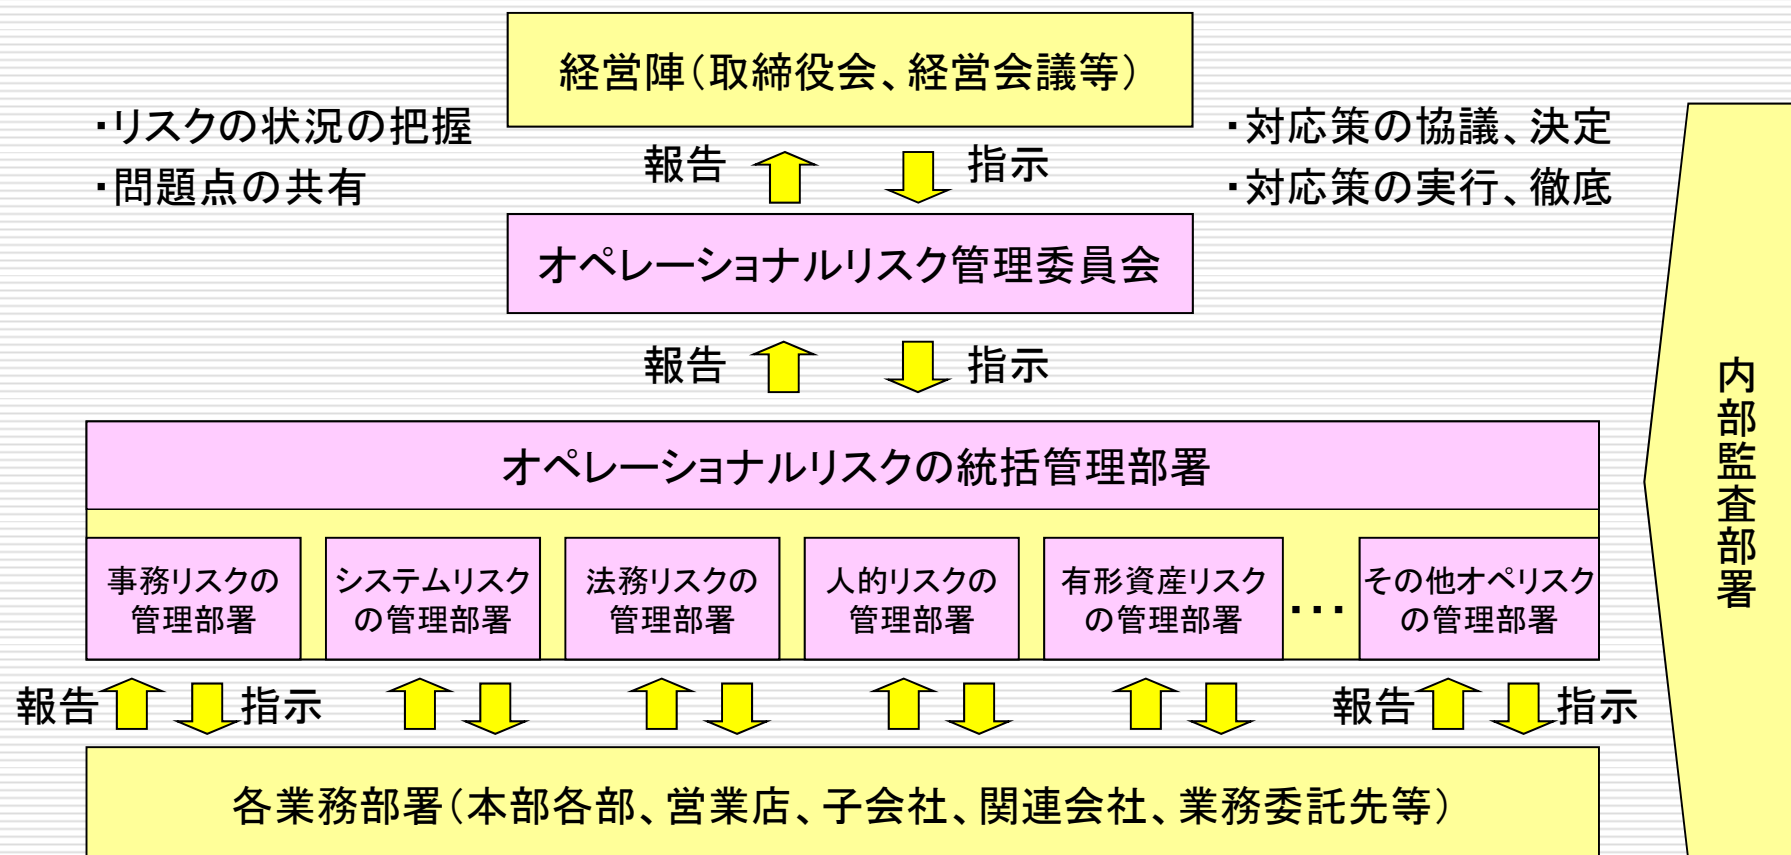 経営陣(取締役会、経営会議等)
・リスクの状況の把握
・問題点の共有
・対応策の協議、決定
・対応策の実行、徹底
報告
指示
オペレーショナルリスク管理委員会
報告
指示
オペレーショナルリスクの統括管理部署
事務リスクの
管理部署
システムリスク
の管理部署
法務リスクの
管理部署
人的リスクの
管理部署
有形資産リスク
の管理部署
・・・
その他オペリスク
の管理部署
報告
指示
報告
指示
各業務部署(本部各部、営業店、子会社、関連会社、業務委託先等)
内部監査部署